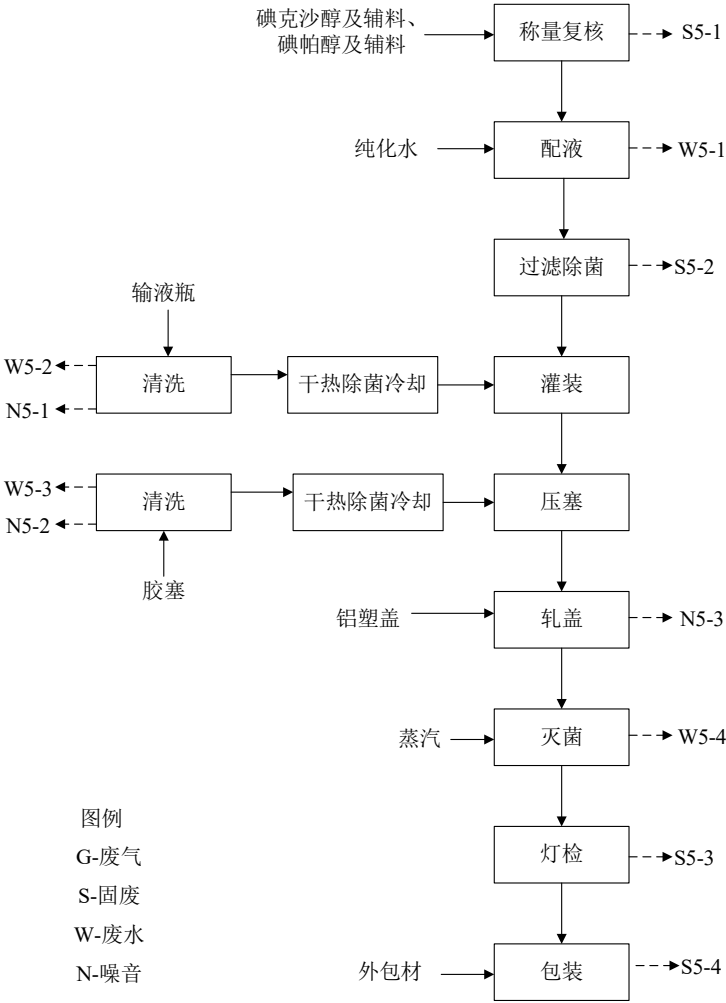 碘克沙醇及辅料、
碘帕醇及辅料
称量复核
S5-1
纯化水
配液
W5-1
过滤除菌
S5-2
输液瓶
W5-2
N5-1
清洗
干热除菌冷却
灌装
W5-3
N5-2
清洗
干热除菌冷却
压塞
胶塞
铝塑盖
轧盖
N5-3
蒸汽
灭菌
W5-4
灯检
S5-3
外包材
包装
S5-4
图例
G-废气
S-固废
W-废水
N-噪音